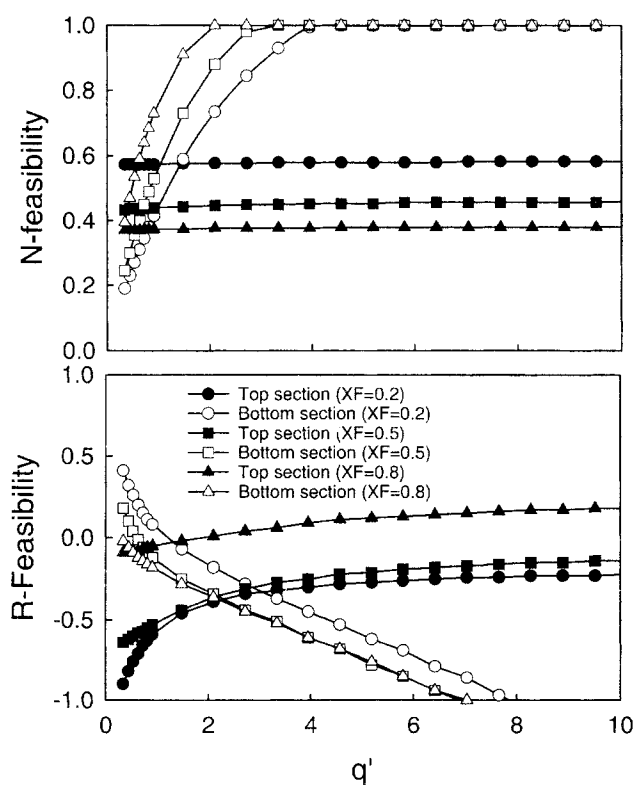 N-feasibility
1.0
0.8
0.6
0.4
0.2
0.0
R-Feasibility
1.0
0.5
0.0
-0.5
-1.0
Top section (XF=0.2)
Bottom section (XF=0.2)
Top section (XF=0.5)
Bottom section (XF=0.5)
Top section (XF=0.8)
Bottom section (XF=0.8)
0 2 4 6 8 10
q'